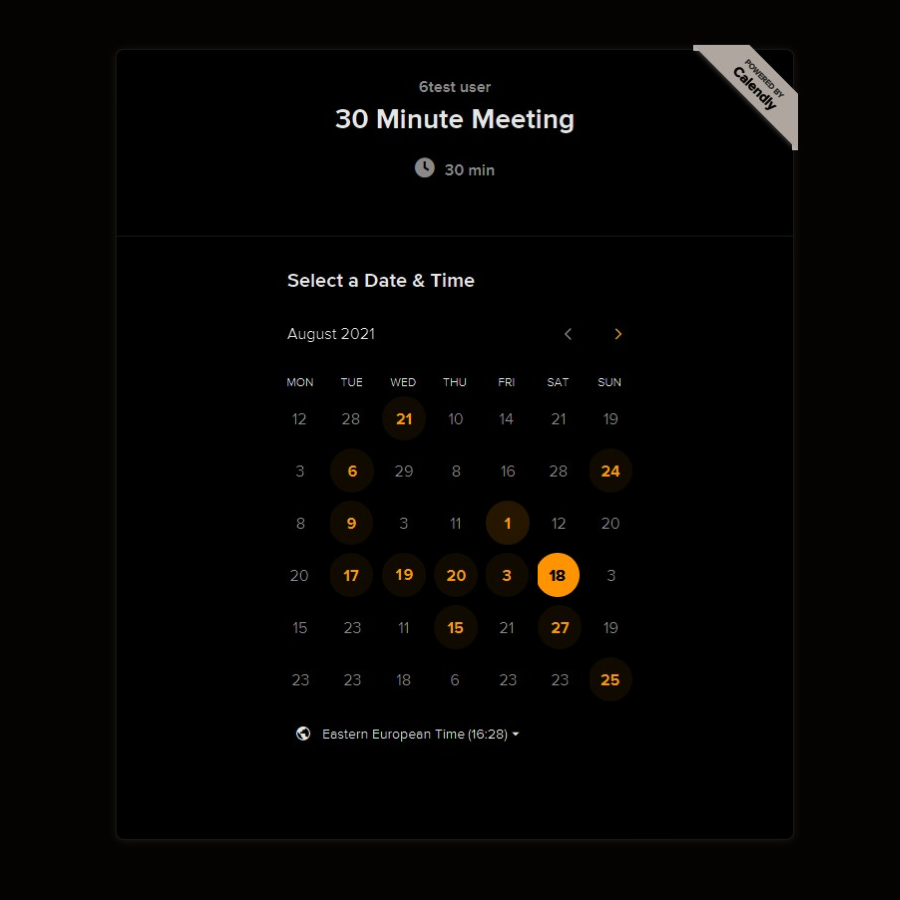 POWERED BY
Calendly
6test user
30 Minute Meeting
30 min
Select a Date & Time
August 2021
MON TUE WED THU FRI SAT SUN
12 28 21 10 14 21 19
3 6 29 8 16 28 24
8 9 3 11 1 12 20
20 17 19 20 3 18 3
15 23 11 15 21 27 19
23 23 18 6 23 23 25
Eastern European Time (16:28)